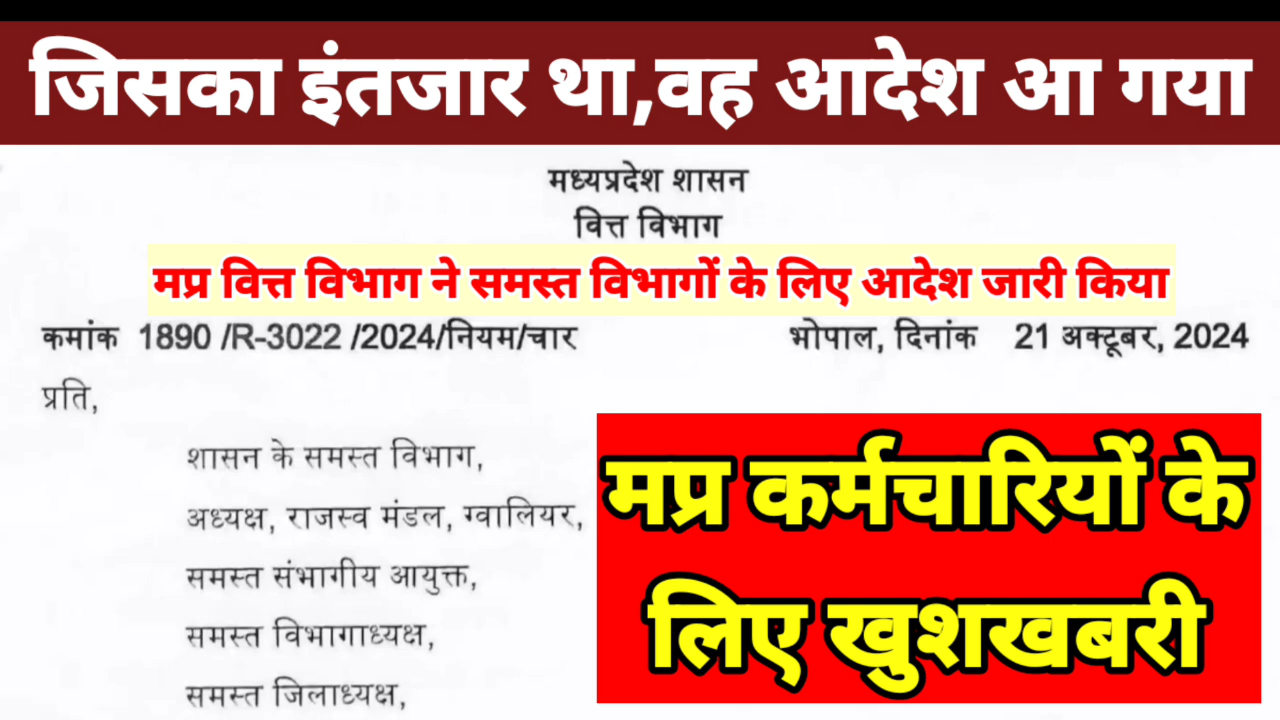 जिसका इंतजार था,वह आदेश आ गया
मध्यप्रदेश शासन
वित्त विभाग
मप्र वित्त विभाग ने समस्त विभागों के लिए आदेश जारी किया
कमांक 1890 /R-3022 /2024/नियम/चार भोपाल, दिनांक 21 अक्टूबर, 2024
प्रति,
शासन के समस्त विभाग,
अध्यक्ष, राजस्व मंडल, ग्वालियर,
समस्त संभागीय आयुक्त,
समस्त विभागाध्यक्ष,
समस्त जिलाध्यक्ष,
मप्र कर्मचारियों के
लिए खुशखबरी